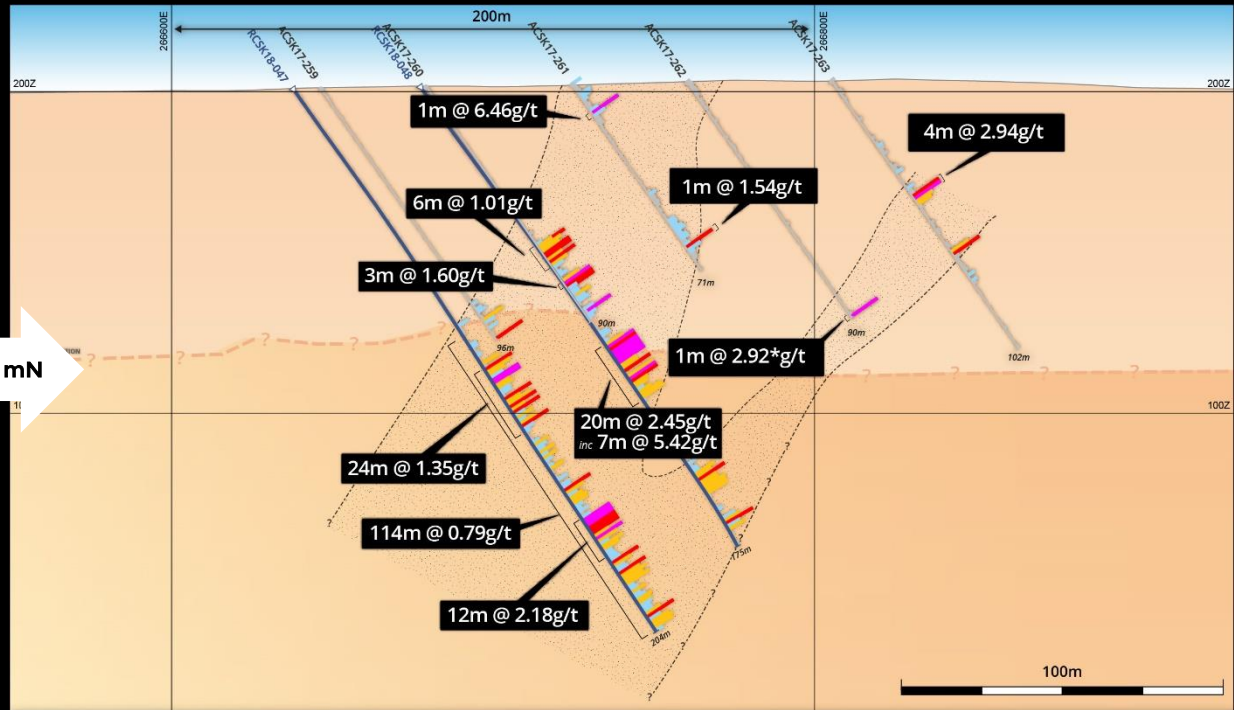 200m
266600E
266800E
RCSK18-047
ACSK17-259
ACSK17-260
RCSK18-048
ACSK17-261
ACSK17-262
ACSK17-263
200Z
200Z
1m @ 6.46g/t
4m @ 2.94g/t
1m @ 1.54g/t
6m @ 1.01g/t
3m @ 1.60g/t
71m
90m
90m
96m
102m
1m @ 2.92*g/t
mN
? ? ? ? ? ? ? ? ? ?
100Z
20m @ 2.45g/t
inc 7m @ 5.42g/t
24m @ 1.35g/t
?
?
114m @ 0.79g/t
?
175m
?
12m @ 2.18g/t
204m
100m
?